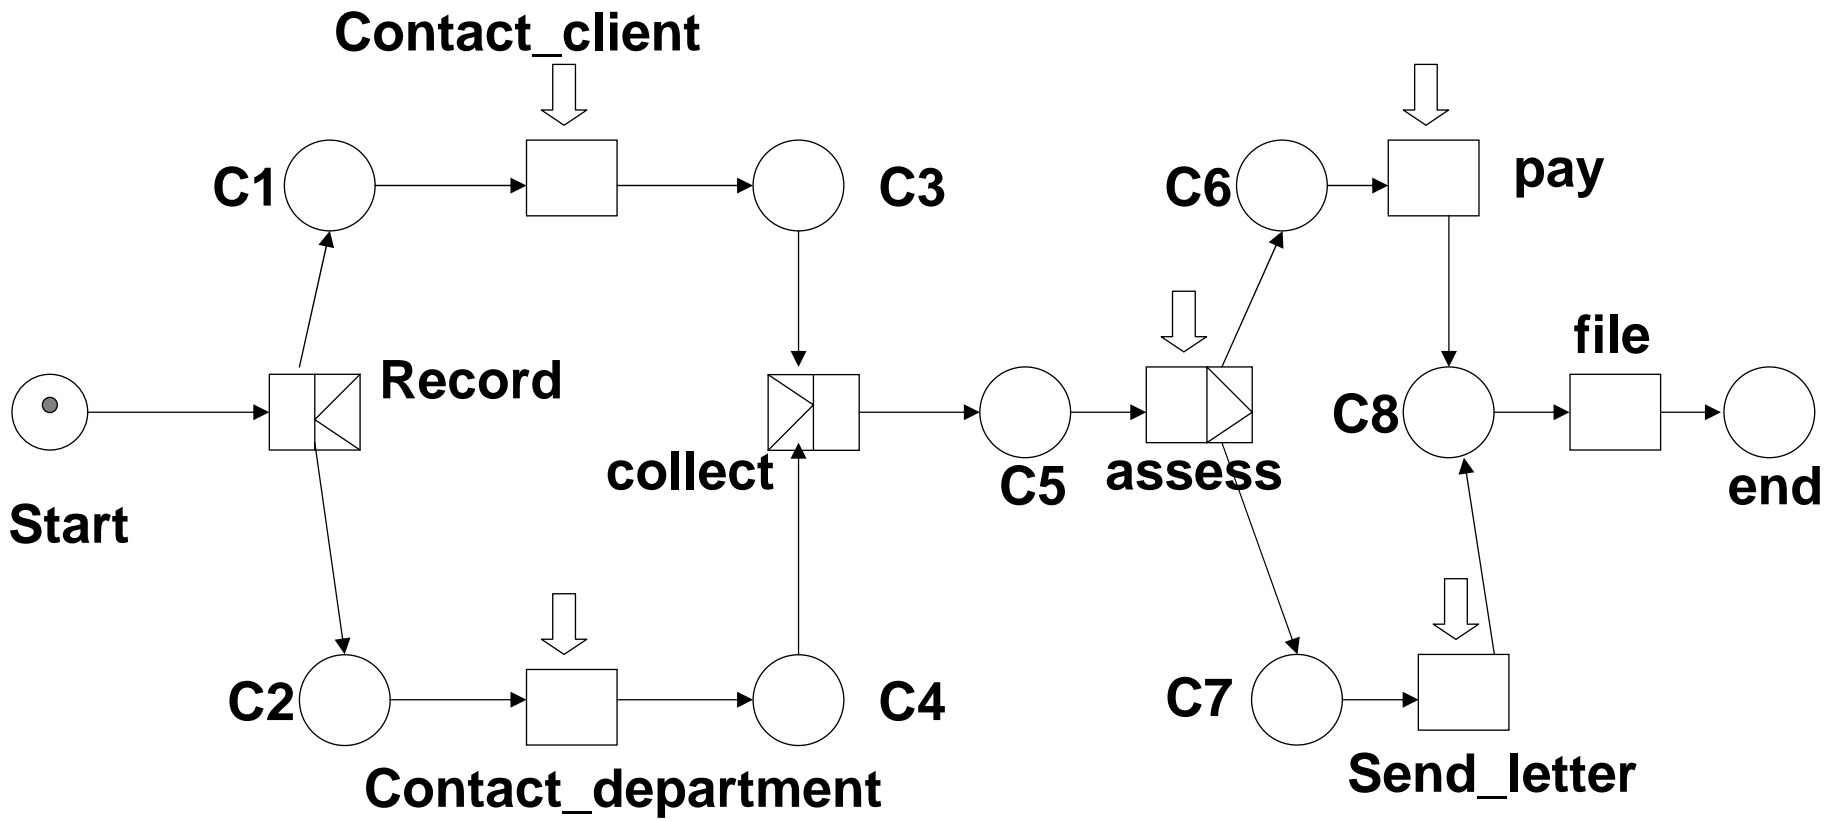 Contact_client
C1
C3
C6
pay
Record
file
C8
collect
C5
assess
end
Start
C2
C4
C7
Contact_department
Send_letter